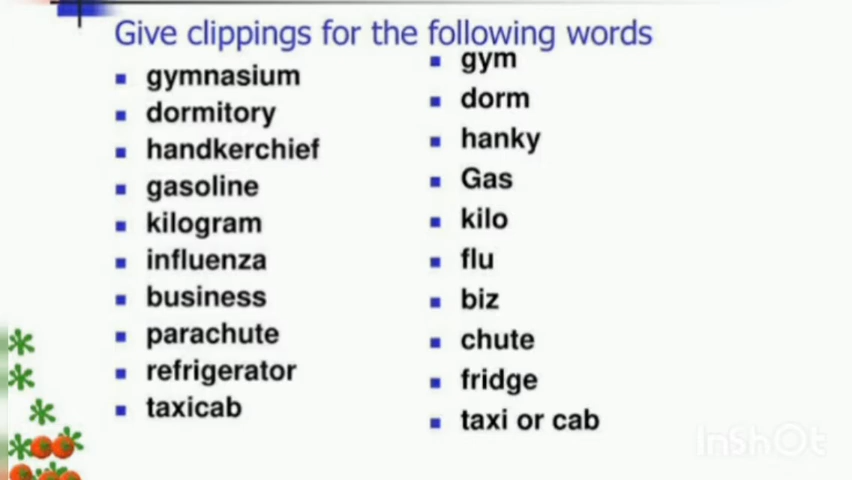 Give clippings for the following words
gymnasium
dormitory
handkerchief
gasoline
kilogram
influenza
business
parachute
refrigerator
taxicab
gym
dorm
hanky
Gas
kilo
flu
biz
chute
fridge
taxi or cab
InShOt